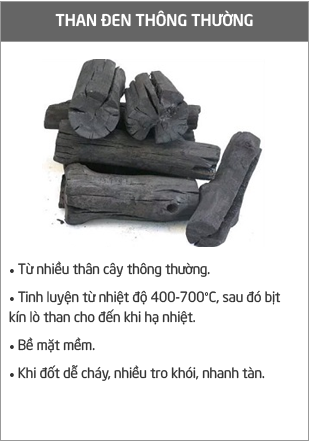 THAN ĐEN THÔNG THƯỜNG
• Từ nhiều thân cây thông thường.
• Tinh luyện từ nhiệt độ 400-700°C, sau đó bịt
kín lò than cho đến khi hạ nhiệt.
• Bề mặt mềm.
• Khi đốt dễ cháy, nhiều tro khói, nhanh tàn.